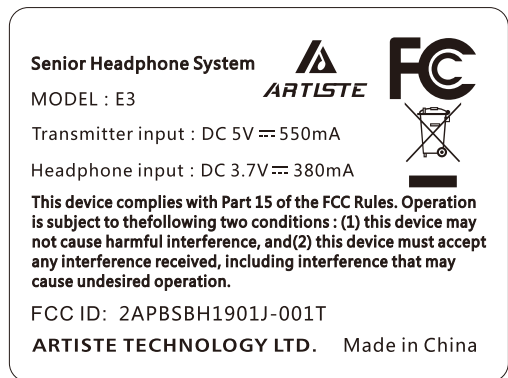 Senior Headphone System
ARTISTE
FC
MODEL : E3
Transmitter input : DC 5V ⎓ 550mA
Headphone input : DC 3.7V ⎓ 380mA
This device complies with Part 15 of the FCC Rules. Operation
is subject to thefollowing two conditions : (1) this device may
not cause harmful interference, and(2) this device must accept
any interference received, including interference that may
cause undesired operation.
FCC ID: 2APBSBH1901J-001T
ARTISTE TECHNOLOGY LTD. Made in China